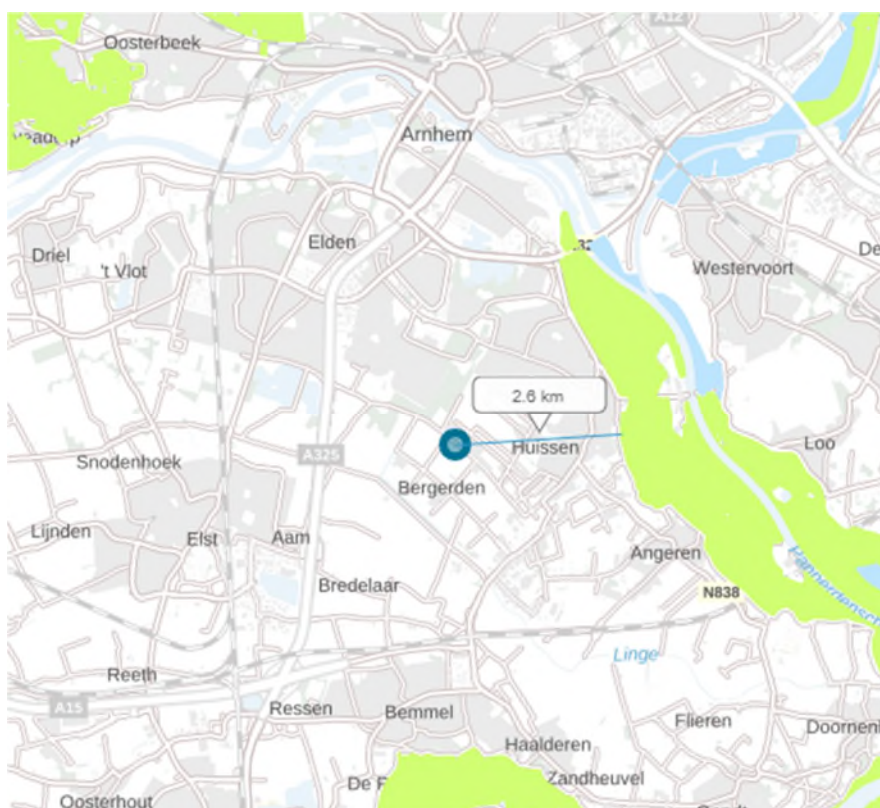 A12
Oosterbeek
Arnhem
Driel
't Vlot
Elden
Westervoort
2.6 km
Huissen
A325
Snodenhoek
Bergerden
Loo
Lijnden
Elst
Aam
Angeren
Bredelaar
N838
Linge
Reeth
A15
Ressen
Bemmel
Flieren
Haalderen
Zandheuvel
Oosterhout